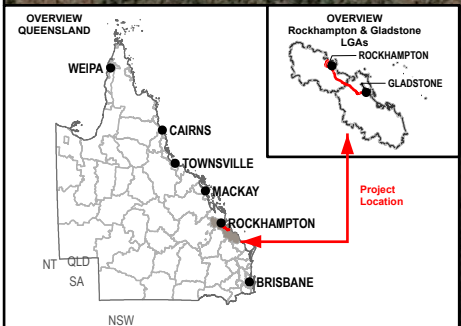 OVERVIEW
QUEENSLAND
WEIPA
CAIRNS
TOWNSVILLE
MACKAY
ROCKHAMPTON
BRISBANE
NT
QLD
SA
NSW
OVERVIEW
Rockhampton & Gladstone
LGAs
ROCKHAMPTON
GLADSTONE
Project
Location